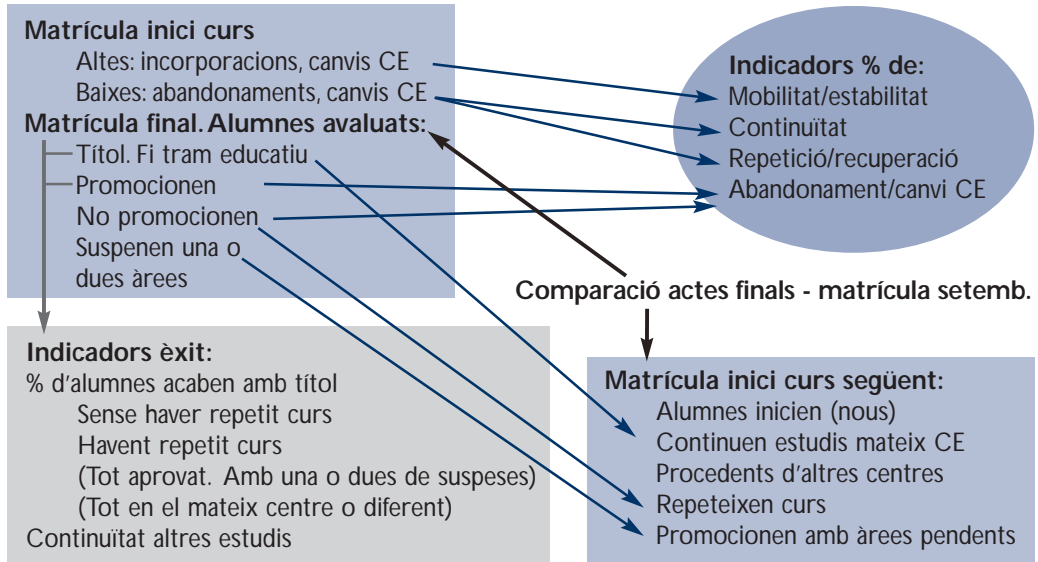 Matrícula inici curs
Altes: incorporacions, canvis CE
Baixes: abandonaments, canvis CE
Matrícula final. Alumnes avaluats:
Títol. Fi tram educatiu
Promocionen
No promocionen
Suspenen una o
dues àrees
Indicadors % de:
Mobilitat/estabilitat
Continuïtat
Repetició/recuperació
Abandonament/canvi CE
Comparació actes finals - matrícula setemb.
Indicadors èxit:
% d'alumnes acaben amb títol
Sense haver repetit curs
Havent repetit curs
(Tot aprovat. Amb una o dues de suspeses)
(Tot en el mateix centre o diferent)
Continuïtat altres estudis
Matrícula inici curs següent:
Alumnes inicien (nous)
Continuen estudis mateix CE
Procedents d'altres centres
Repeteixen curs
Promocionen amb àrees pendents